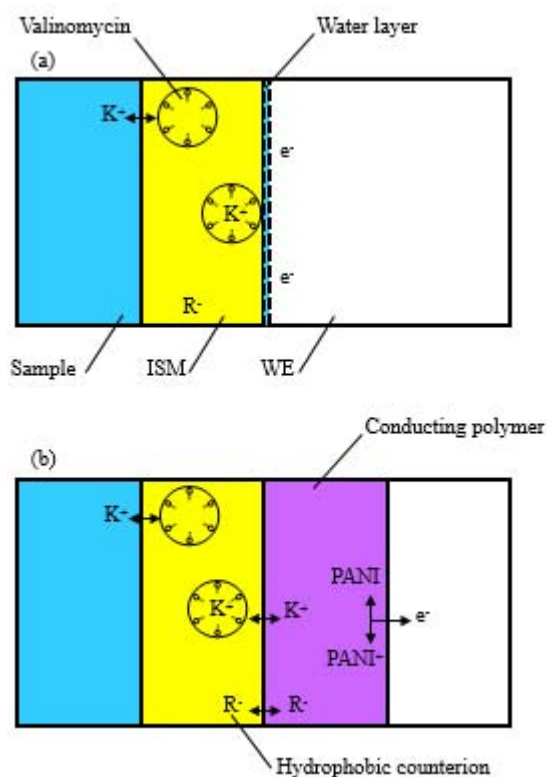 Valinomycin
Water layer
(a)
K+
e-
K+
e-
R-
Sample
ISM
WE
Conducting polymer
(b)
K+
PANI
K+
K+
e-
PANI+
R-
R-
Hydrophobic counterion